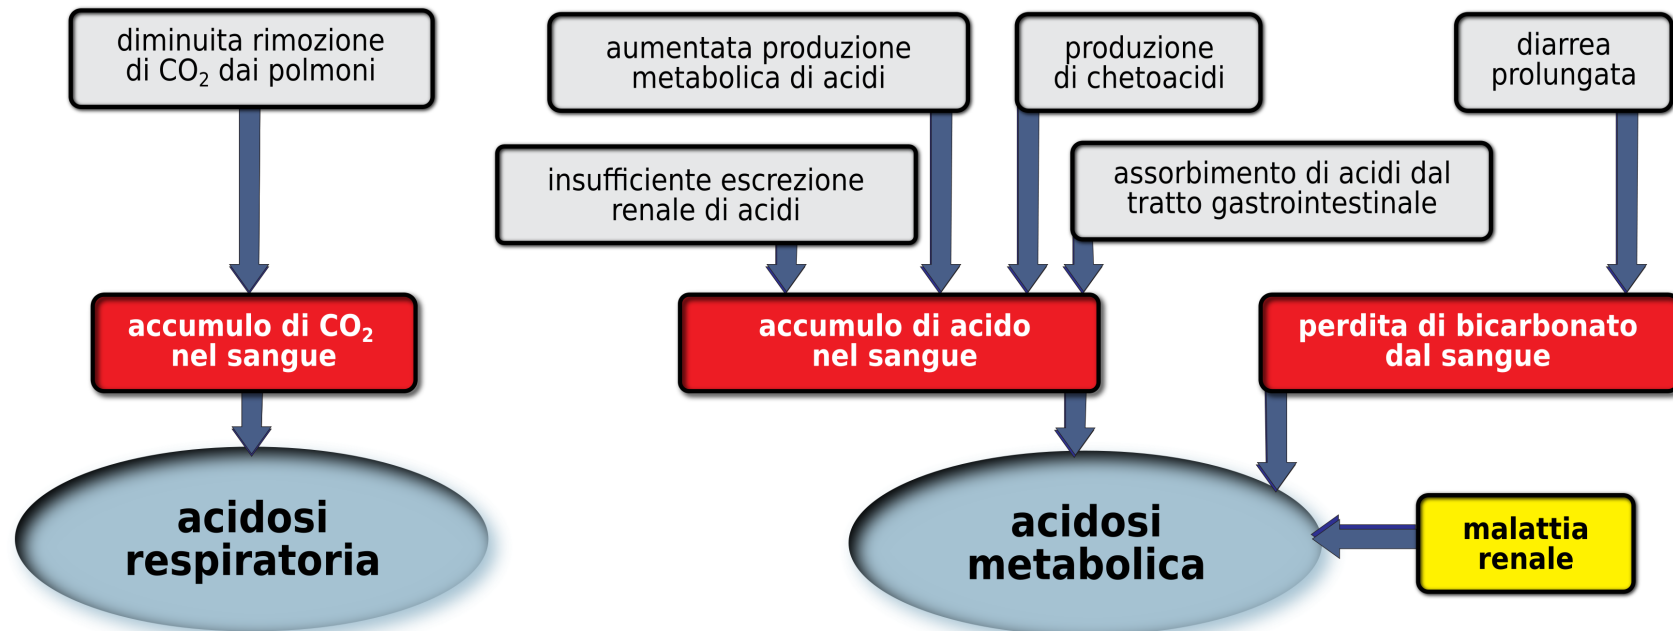 diminuita rimozione
di CO₂ dai polmoni
aumentata produzione
metabolica di acidi
produzione
di chetoacidi
diarrea
prolungata
insufficiente escrezione
renale di acidi
assorbimento di acidi dal
tratto gastrointestinale
accumulo di CO₂
nel sangue
accumulo di acido
nel sangue
perdita di bicarbonato
dal sangue
acidosi
respiratoria
acidosi
metabolica
malattia
renale